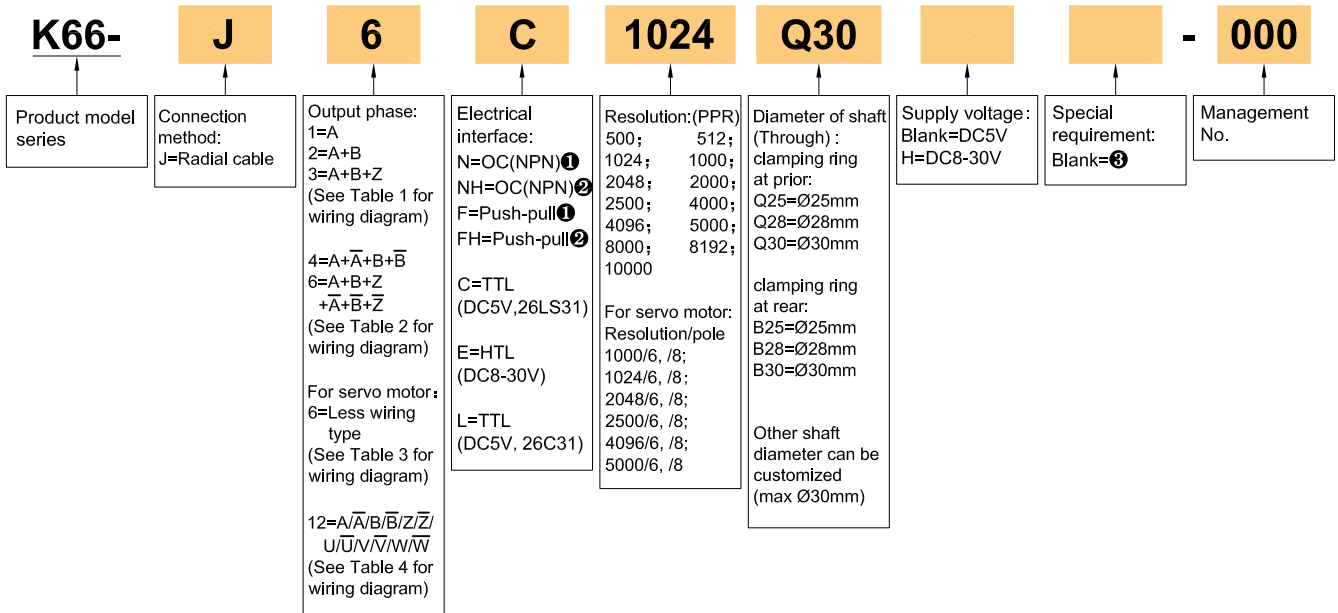 K66- J 6 C 1024 Q30 - 000
Product model
series
Connection
method:
J=Radial cable
Output phase:
1=A
2=A+B
3=A+B+Z
(See Table 1 for
wiring diagram)
4=A+A̅+B+B̅
6=A+B+Z
+A̅+B̅+Z̅
(See Table 2 for
wiring diagram)
For servo motor:
6=Less wiring
type
(See Table 3 for
wiring diagram)
12=A/A̅/B/B̅/Z/Z̅/
U/U̅/V/V̅/W/W̅
(See Table 4 for
wiring diagram)
Electrical
interface:
N=OC(NPN)❶
NH=OC(NPN)❷
F=Push-pull❶
FH=Push-pull❷
C=TTL
(DC5V,26LS31)
E=HTL
(DC8-30V)
L=TTL
(DC5V, 26C31)
Resolution:(PPR)
500; 512;
1024; 1000;
2048; 2000;
2500; 4000;
4096; 5000;
8000; 8192;
10000
For servo motor:
Resolution/pole
1000/6, /8;
1024/6, /8;
2048/6, /8;
2500/6, /8;
4096/6, /8;
5000/6, /8
Diameter of shaft
(Through) :
clamping ring
at prior:
Q25=Ø25mm
Q28=Ø28mm
Q30=Ø30mm
clamping ring
at rear:
B25=Ø25mm
B28=Ø28mm
B30=Ø30mm
Other shaft
diameter can be
customized
(max Ø30mm)
Supply voltage:
Blank=DC5V
H=DC8-30V
Special
requirement:
Blank=❸
Management
No.